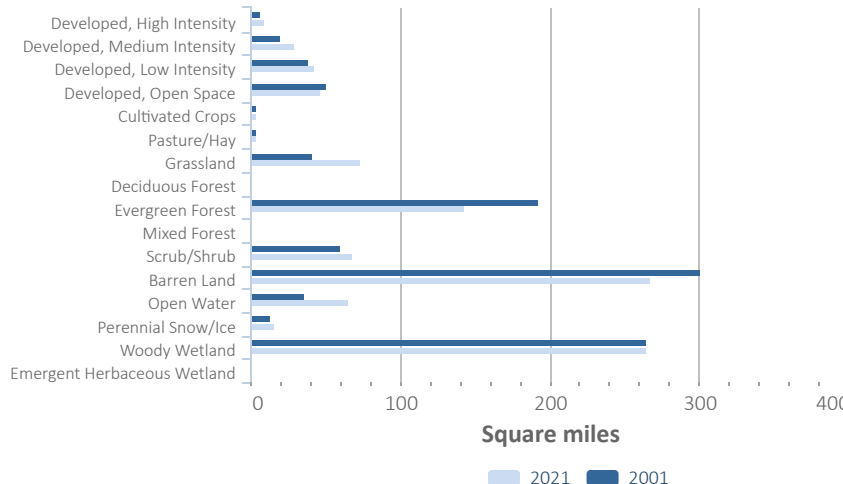 Developed, High Intensity
Developed, Medium Intensity
Developed, Low Intensity
Developed, Open Space
Cultivated Crops
Pasture/Hay
Grassland
Deciduous Forest
Evergreen Forest
Mixed Forest
Scrub/Shrub
Barren Land
Open Water
Perennial Snow/Ice
Woody Wetland
Emergent Herbaceous Wetland
0 100 200 300
Square miles
2021 2001